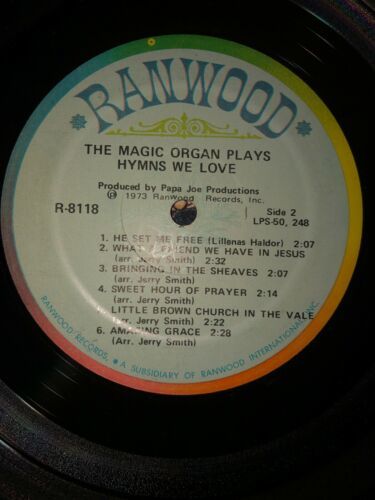 RANWOOD
THE MAGIC ORGAN PLAYS
HYMNS WE LOVE
Produced by Papa Joe Productions
Ⓟ 1973 Ranwood Records, Inc.
R-8118
Side 2
LPS-50, 248
1. HE SET ME FREE (Lillenas Haldor) 2:07
2. WHAT A FRIEND WE HAVE IN JESUS
(arr. Jerry Smith) 2:32
3. BRINGING IN THE SHEAVES 2:07
(arr. Jerry Smith)
4. SWEET HOUR OF PRAYER 2:14
(arr. Jerry Smith)
LITTLE BROWN CHURCH IN THE VALE
(arr. Jerry Smith) 2:22
6. AMAZING GRACE 2:28
(Arr. Jerry Smith)
RANWOOD RECORDS, • A SUBSIDIARY OF RANWOOD INTERNATIONAL, INC.